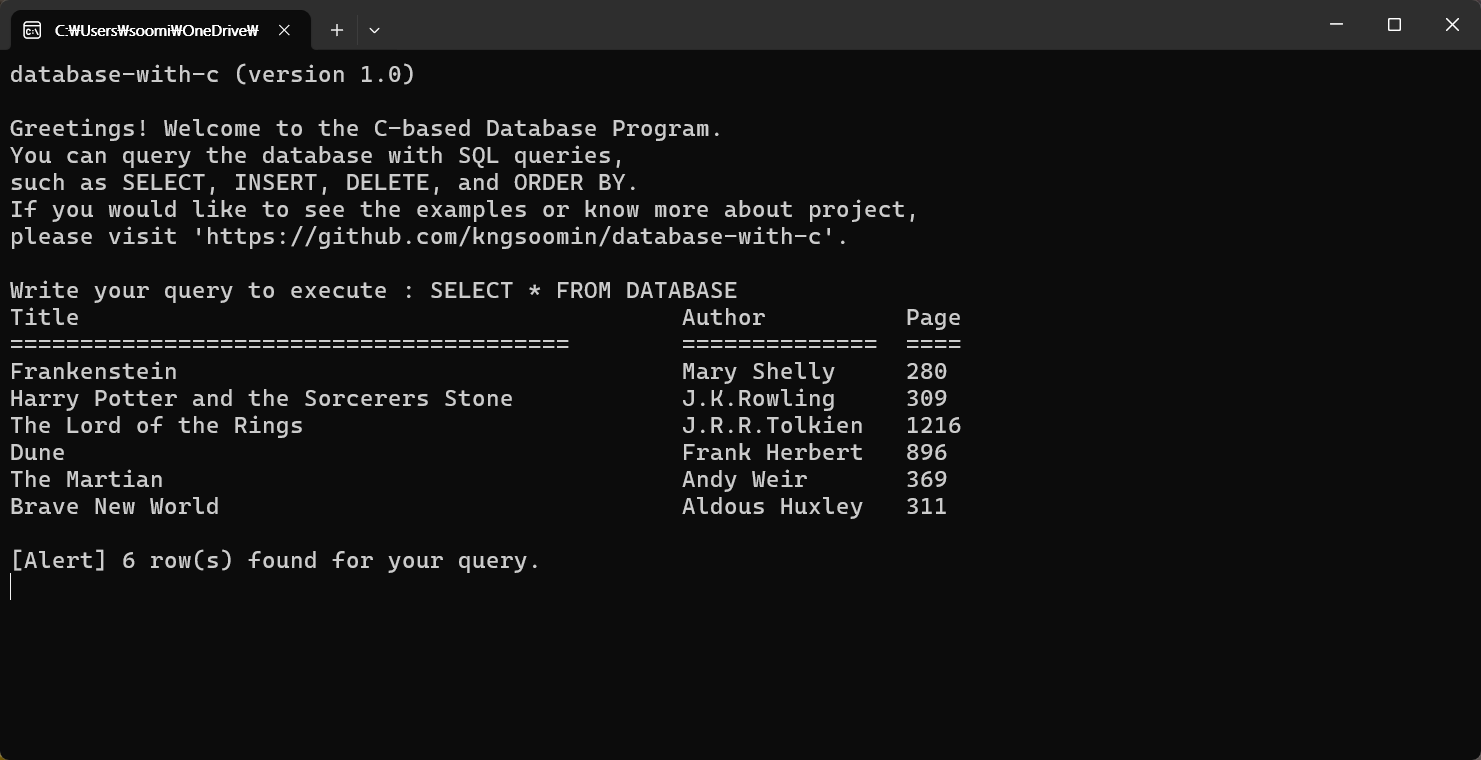 C:₩Users₩soomi₩OneDrive₩
database-with-c (version 1.0)
Greetings! Welcome to the C-based Database Program.
You can query the database with SQL queries,
such as SELECT, INSERT, DELETE, and ORDER BY.
If you would like to see the examples or know more about project,
please visit 'https://github.com/kngsoomin/database-with-c'.
Write your query to execute : SELECT * FROM DATABASE
Title Author Page
======================================== ============== ====
Frankenstein Mary Shelly 280
Harry Potter and the Sorcerers Stone J.K.Rowling 309
The Lord of the Rings J.R.R.Tolkien 1216
Dune Frank Herbert 896
The Martian Andy Weir 369
Brave New World Aldous Huxley 311
[Alert] 6 row(s) found for your query.